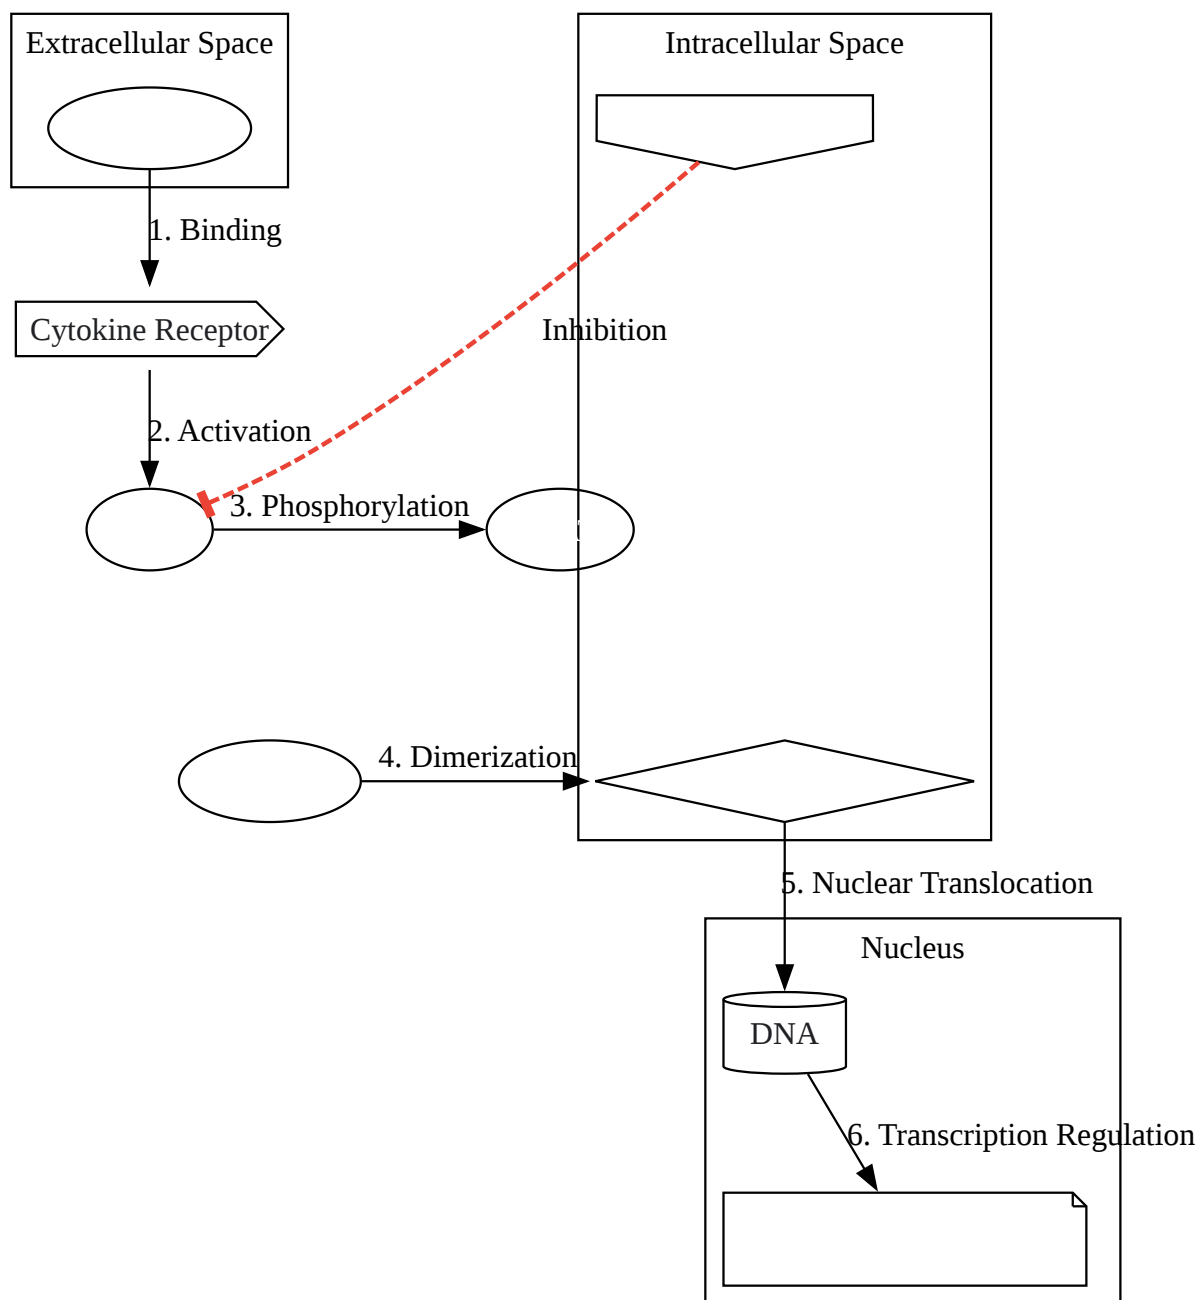 Extracellular Space
Intracellular Space
1. Binding
Cytokine Receptor
Inhibition
2. Activation
3. Phosphorylation
4. Dimerization
5. Nuclear Translocation
Nucleus
DNA
6. Transcription Regulation